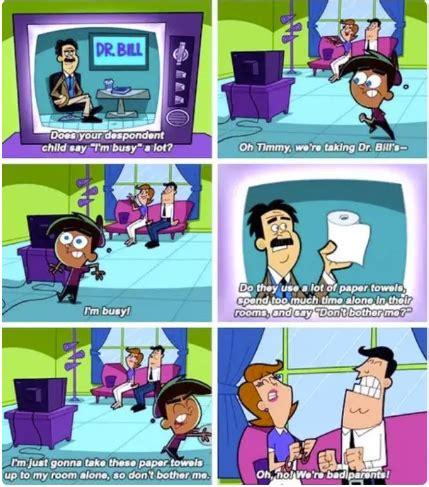 DR. BILL
Does your despondent
child say "I'm busy" a lot?
Oh Timmy, we're taking Dr. Bill's—
I'm busy!
Do they use a lot of paper towels,
spend too much time alone in their
rooms, and say "Don't bother me?"
I'm just gonna take these paper towels
up to my room alone, so don't bother me.
Oh, no! We're bad parents!